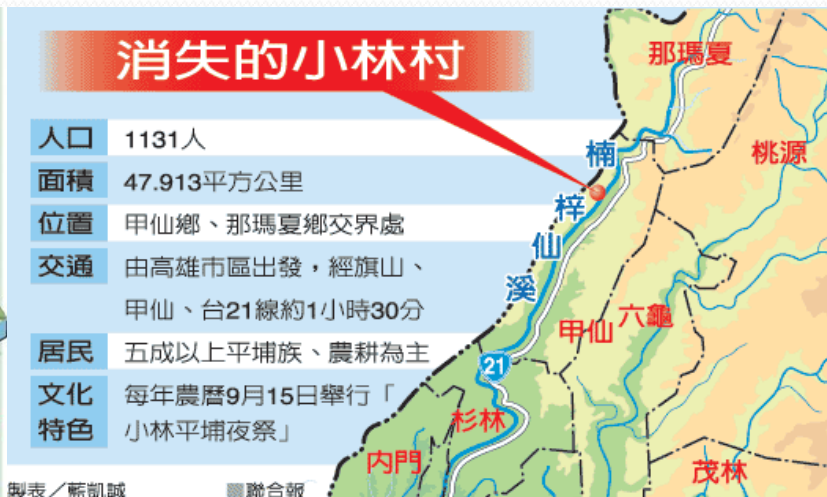 消失的小林村
人口 1131人
面積 47.913平方公里
位置 甲仙鄉、那瑪夏鄉交界處
交通 由高雄市區出發，經旗山、
甲仙、台21線約1小時30分
居民 五成以上平埔族、農耕為主
文化 每年農曆9月15日舉行「
特色 小林平埔夜祭」
製表／藍凱誠
聯合報
那瑪夏
桃源
楠梓仙溪
甲仙
六龜
21
杉林
內門
茂林